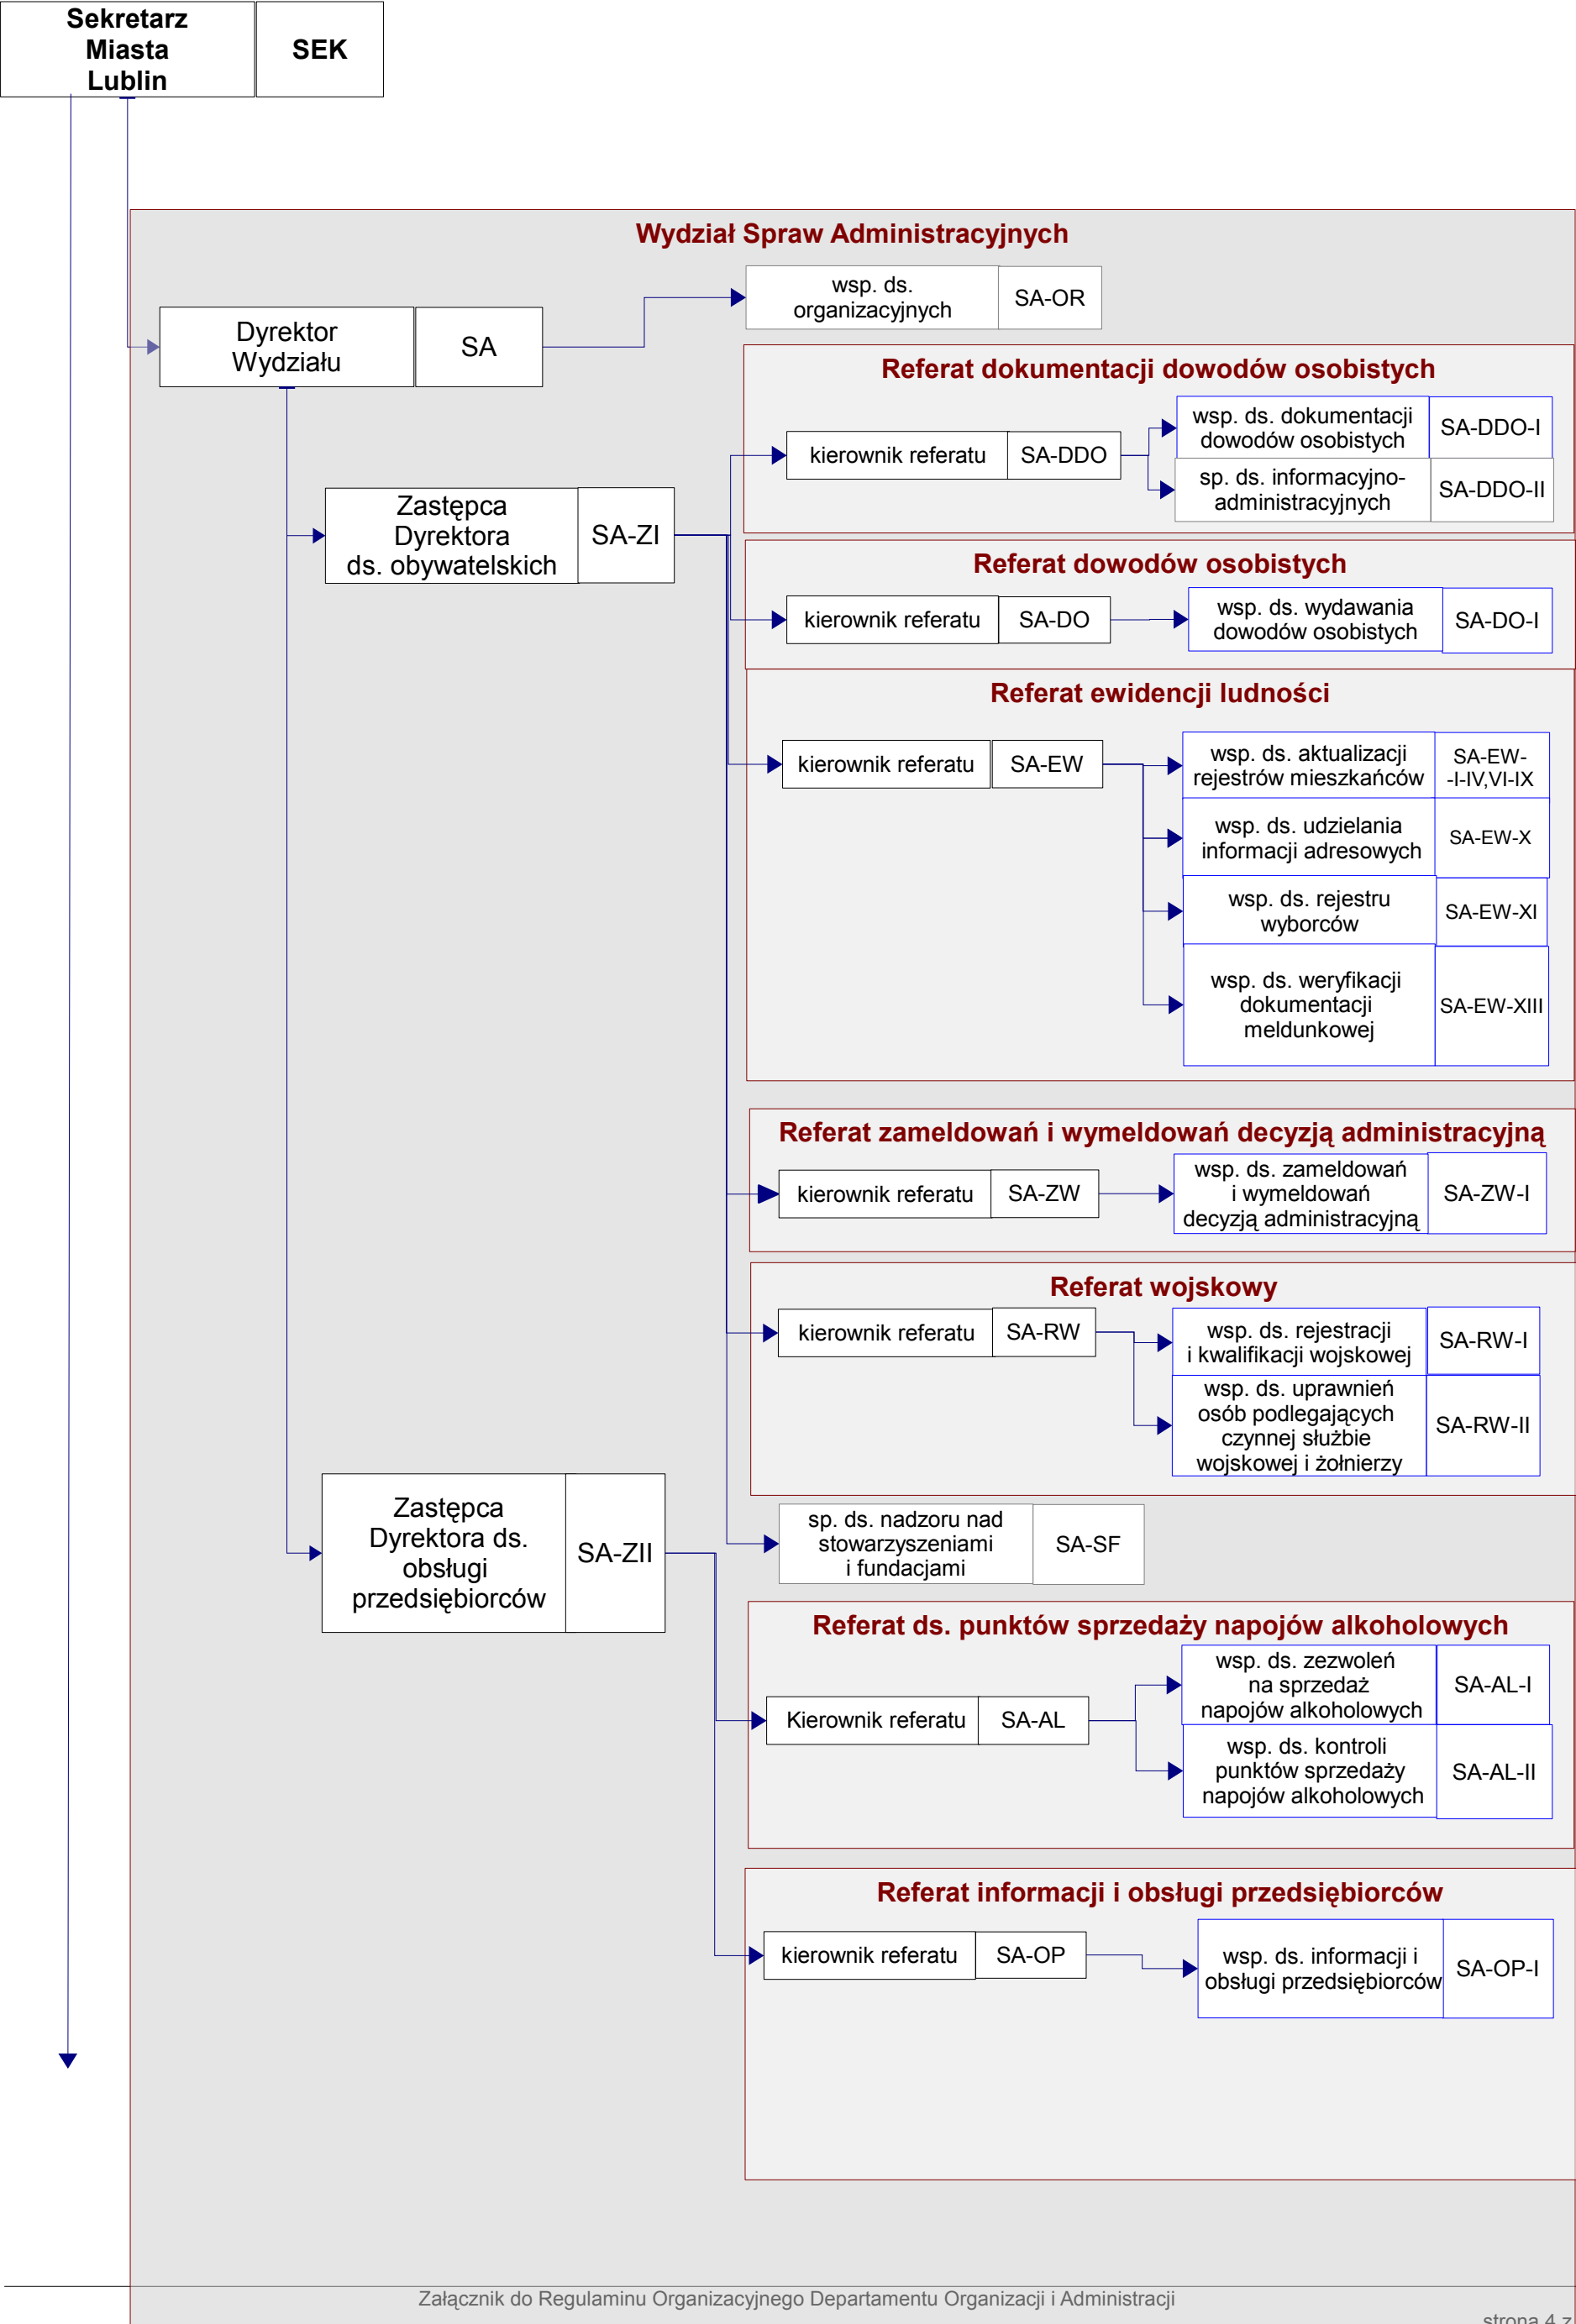 Sekretarz
Miasta
Lublin
SEK
Wydział Spraw Administracyjnych
wsp. ds.
organizacyjnych
SA-OR
Dyrektor
Wydziału
SA
Referat dokumentacji dowodów osobistych
kierownik referatu
SA-DDO
wsp. ds. dokumentacji
dowodów osobistych
SA-DDO-I
sp. ds. informacyjno-
administracyjnych
SA-DDO-II
Zastępca
Dyrektora
ds. obywatelskich
SA-ZI
Referat dowodów osobistych
kierownik referatu
SA-DO
wsp. ds. wydawania
dowodów osobistych
SA-DO-I
Referat ewidencji ludności
kierownik referatu
SA-EW
wsp. ds. aktualizacji
rejestrów mieszkańców
SA-EW-
-I-IV,VI-IX
wsp. ds. udzielania
informacji adresowych
SA-EW-X
wsp. ds. rejestru
wyborców
SA-EW-XI
wsp. ds. weryfikacji
dokumentacji
meldunkowej
SA-EW-XIII
Referat zameldowań i wymeldowań decyzją administracyjną
kierownik referatu
SA-ZW
wsp. ds. zameldowań
i wymeldowań
decyzją administracyjną
SA-ZW-I
Referat wojskowy
kierownik referatu
SA-RW
wsp. ds. rejestracji
i kwalifikacji wojskowej
SA-RW-I
wsp. ds. uprawnień
osób podlegających
czynnej służbie
wojskowej i żołnierzy
SA-RW-II
Zastępca
Dyrektora ds.
obsługi
przedsiębiorców
SA-ZII
sp. ds. nadzoru nad
stowarzyszeniami
i fundacjami
SA-SF
Referat ds. punktów sprzedaży napojów alkoholowych
Kierownik referatu
SA-AL
wsp. ds. zezwoleń
na sprzedaż
napojów alkoholowych
SA-AL-I
wsp. ds. kontroli
punktów sprzedaży
napojów alkoholowych
SA-AL-II
Referat informacji i obsługi przedsiębiorców
kierownik referatu
SA-OP
wsp. ds. informacji i
obsługi przedsiębiorców
SA-OP-I
Załącznik do Regulaminu Organizacyjnego Departamentu Organizacji i Administracji
strona 4 z